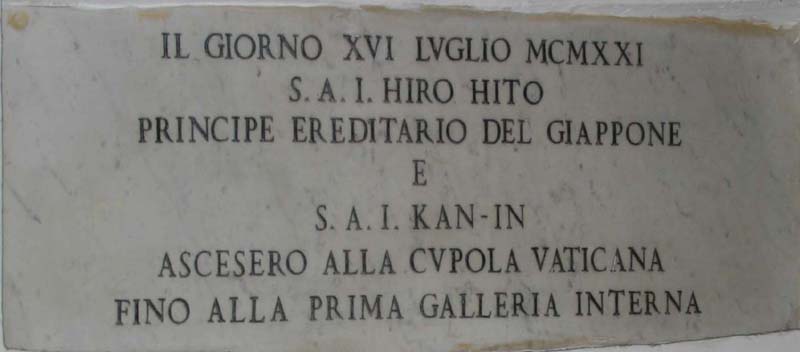 IL GIORNO XVI LVGLIO MCMXXI
S. A. I. HIRO HITO
PRINCIPE EREDITARIO DEL GIAPPONE
E
S. A. I. KAN-IN
ASCESERO ALLA CVPOLA VATICANA
FINO ALLA PRIMA GALLERIA INTERNA